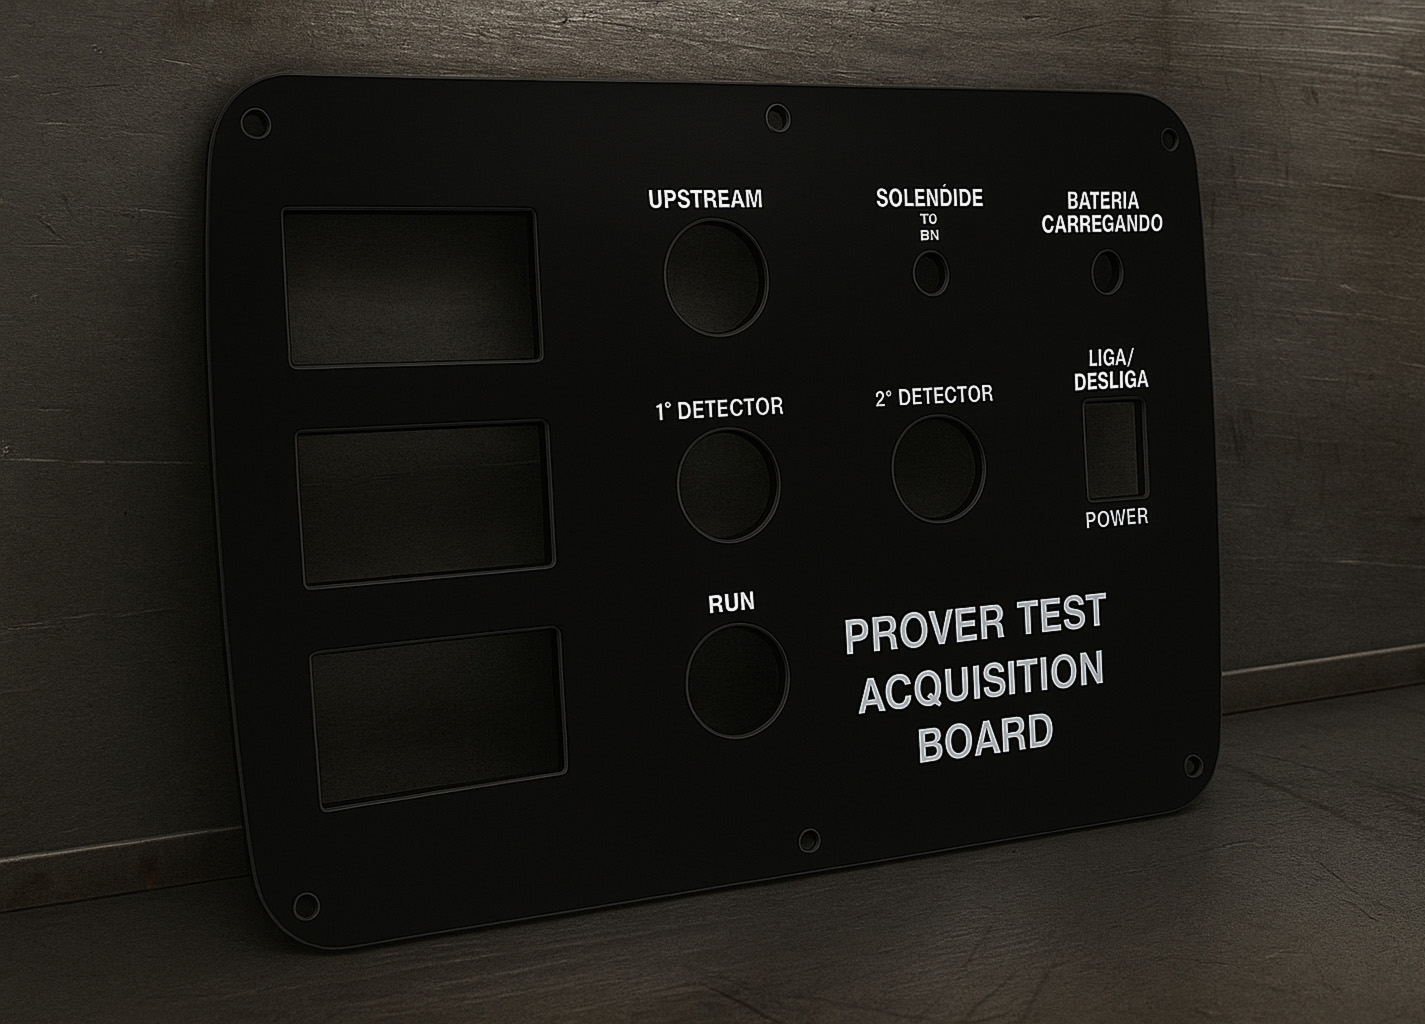 UPSTREAM
SOLENÓIDE
TO
BN
BATERIA
CARREGANDO
1° DETECTOR
2° DETECTOR
LIGA/
DESLIGA
POWER
RUN
PROVER TEST
ACQUISITION
BOARD